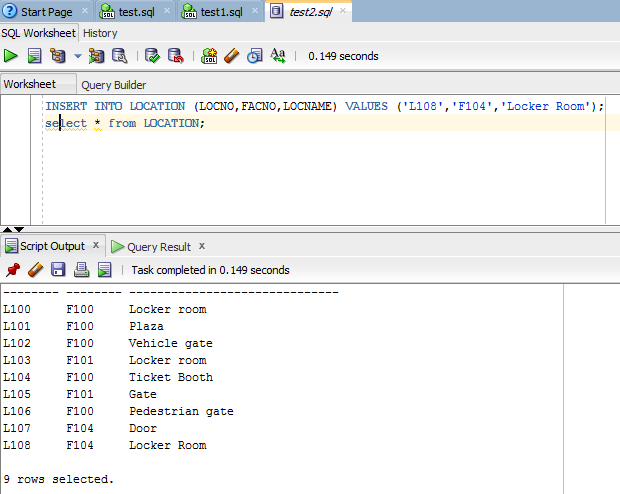 Start Page test.sql test1.sql test2.sql
SQL Worksheet History
0.149 seconds
Worksheet Query Builder
INSERT INTO LOCATION (LOCNO,FACNO,LOCNAME) VALUES ('L108','F104','Locker Room');
select * from LOCATION;
Script Output x Query Result x
Task completed in 0.149 seconds
-------- -------- ------------------------------
L100 F100 Locker room
L101 F100 Plaza
L102 F100 Vehicle gate
L103 F101 Locker room
L104 F100 Ticket Booth
L105 F101 Gate
L106 F100 Pedestrian gate
L107 F104 Door
L108 F104 Locker Room
9 rows selected.